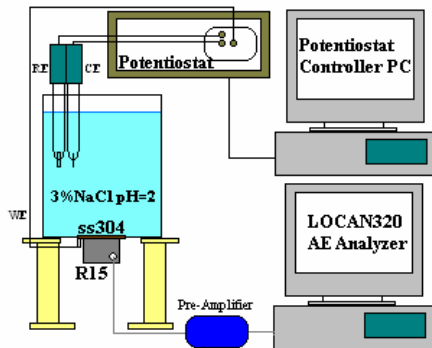 RE
CE
Potentiostat
Potentiostat
Controller PC
3%NaCl pH=2
WE
ss304
R15
LOCAN320
AE Analyzer
Pre-Amplifier